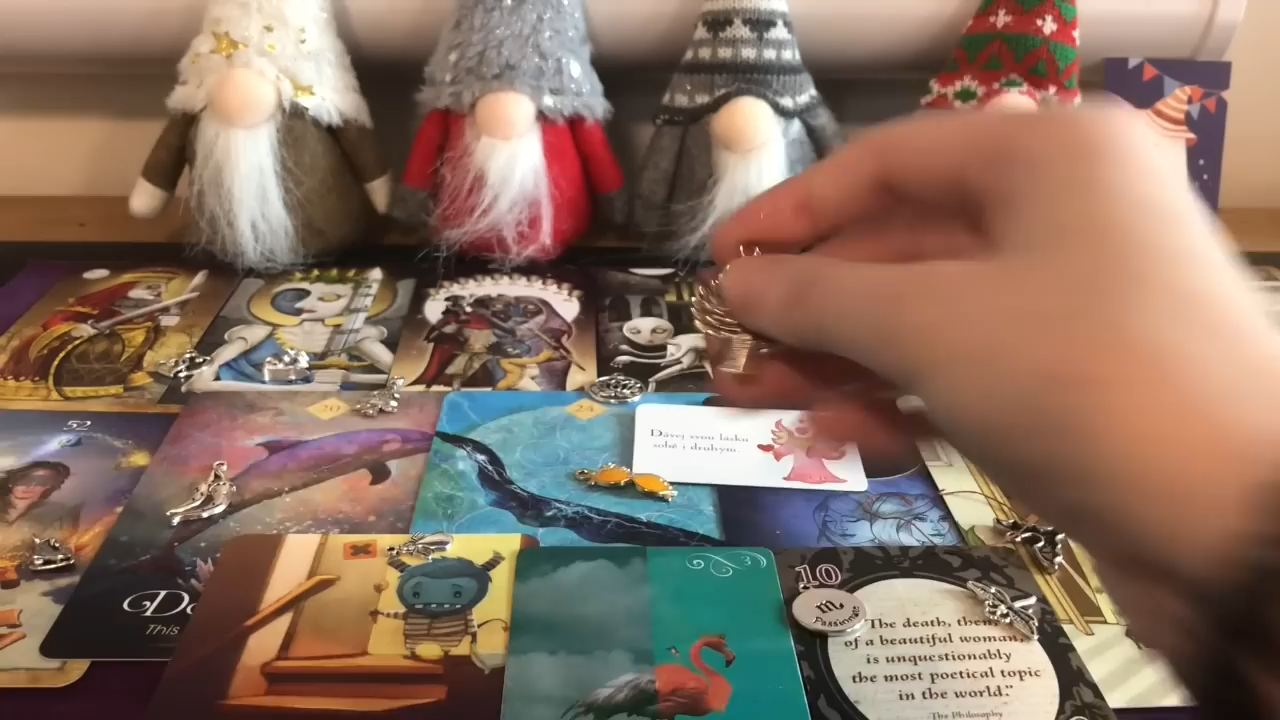 52
20
24
Dávej svou lásku
sobě i druhým.
This
3
10
m
Passionate
"The death, then,
of a beautiful woman,
is unquestionably
the most poetical topic
in the world."
The Philosophy